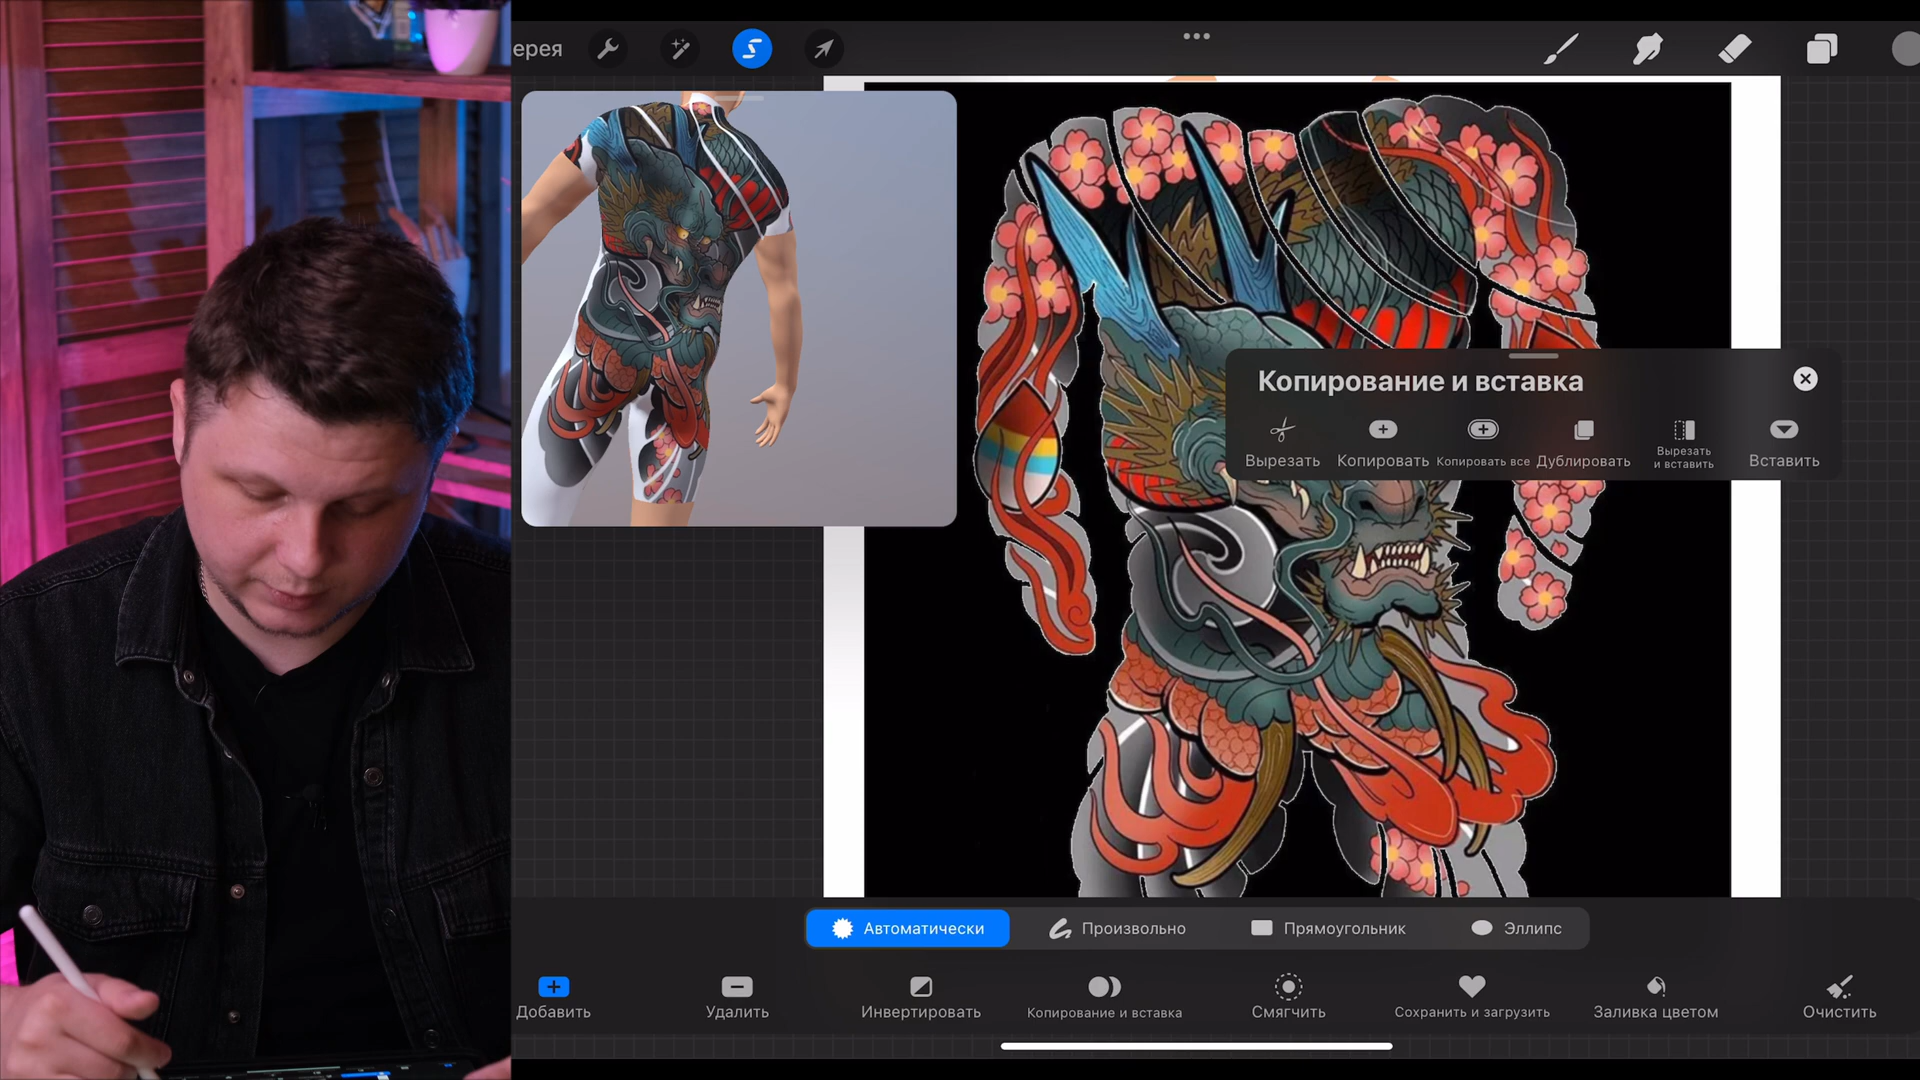 ерея
Копирование и вставка
Вырезать
Копировать
Копировать все
Дублировать
Вырезать
и вставить
Вставить
Автоматически
Произвольно
Прямоугольник
Эллипс
Добавить
Удалить
Инвертировать
Копирование и вставка
Смягчить
Сохранить и загрузить
Заливка цветом
Очистить